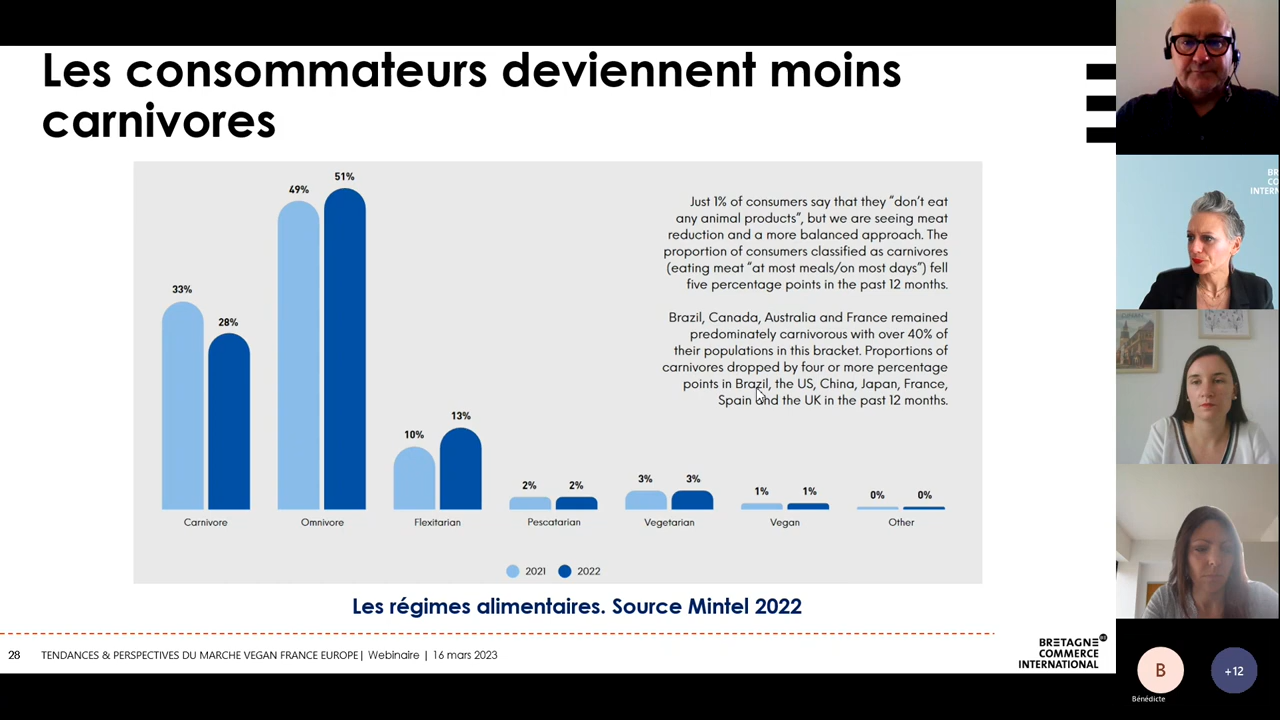 Les consommateurs deviennent moins
carnivores
33%
28%
49%
51%
10%
13%
2%
2%
3%
3%
1%
1%
0%
0%
Carnivore
Omnivore
Flexitarian
Pescatarian
Vegetarian
Vegan
Other
2021
2022
Just 1% of consumers say that they “don’t eat
any animal products”, but we are seeing meat
reduction and a more balanced approach. The
proportion of consumers classified as carnivores
(eating meat “at most meals/on most days”) fell
five percentage points in the past 12 months.
Brazil, Canada, Australia and France remained
predominately carnivorous with over 40% of
their populations in this bracket. Proportions of
carnivores dropped by four or more percentage
points in Brazil, the US, China, Japan, France,
Spain and the UK in the past 12 months.
Les régimes alimentaires. Source Mintel 2022
28
TENDANCES & PERSPECTIVES DU MARCHE VEGAN FRANCE EUROPE| Webinaire | 16 mars 2023
BRETAGNE
COMMERCE
INTERNATIONAL
BR
CO
INTERN
B
+12
Bénédicte